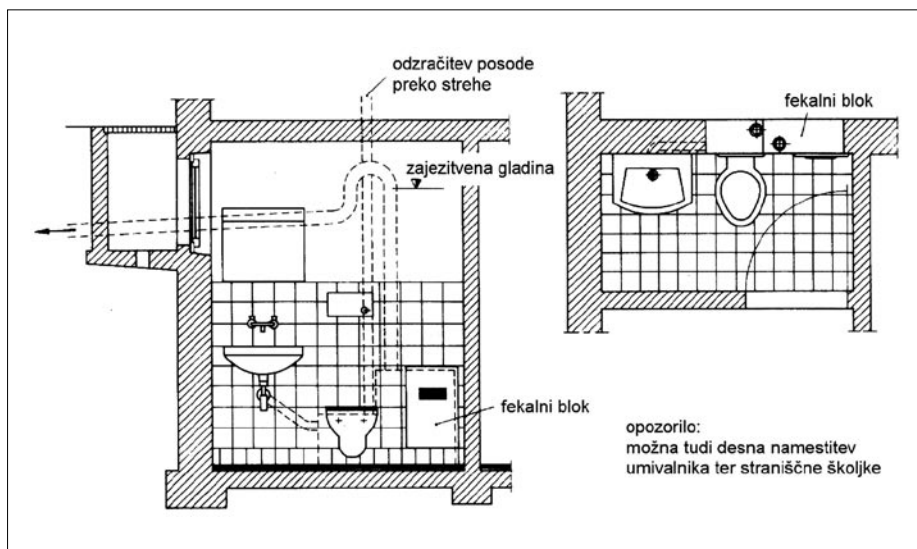 odzračitev posode
preko strehe
zajezitvena gladina
fekalni blok
fekalni blok
opozorilo:
možna tudi desna namestitev
umivalnika ter straniščne školjke